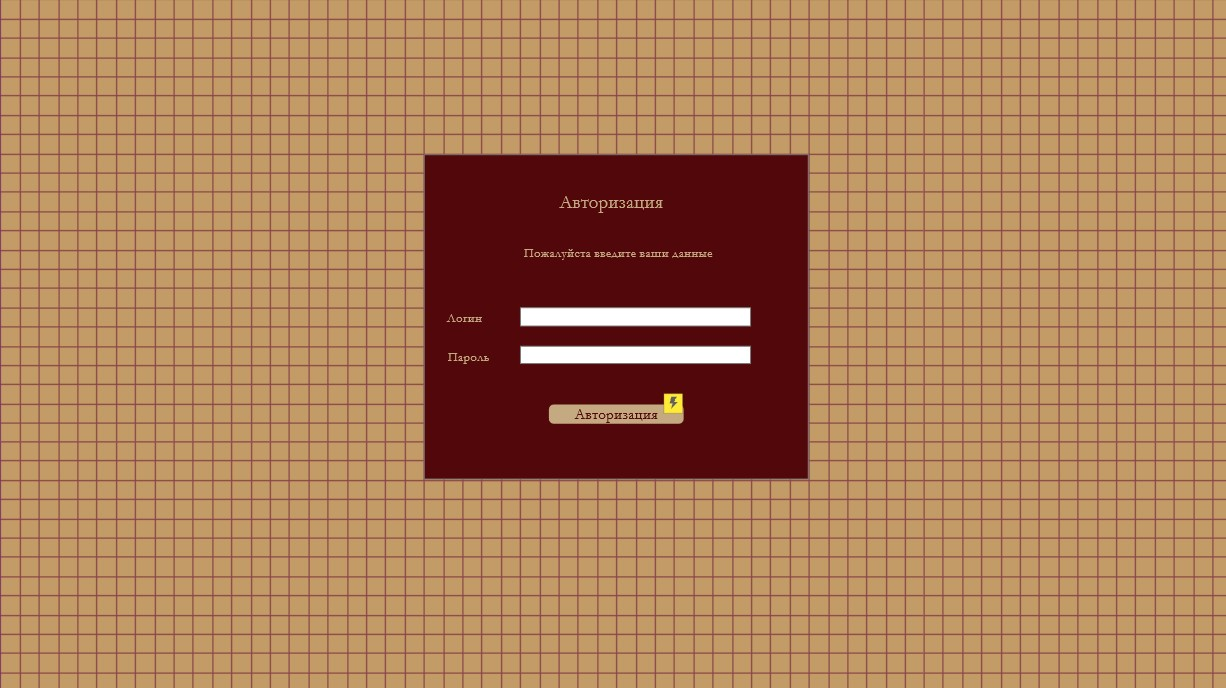 Авторизация
Пожалуйста введите ваши данные
Логин
Пароль
Авторизация